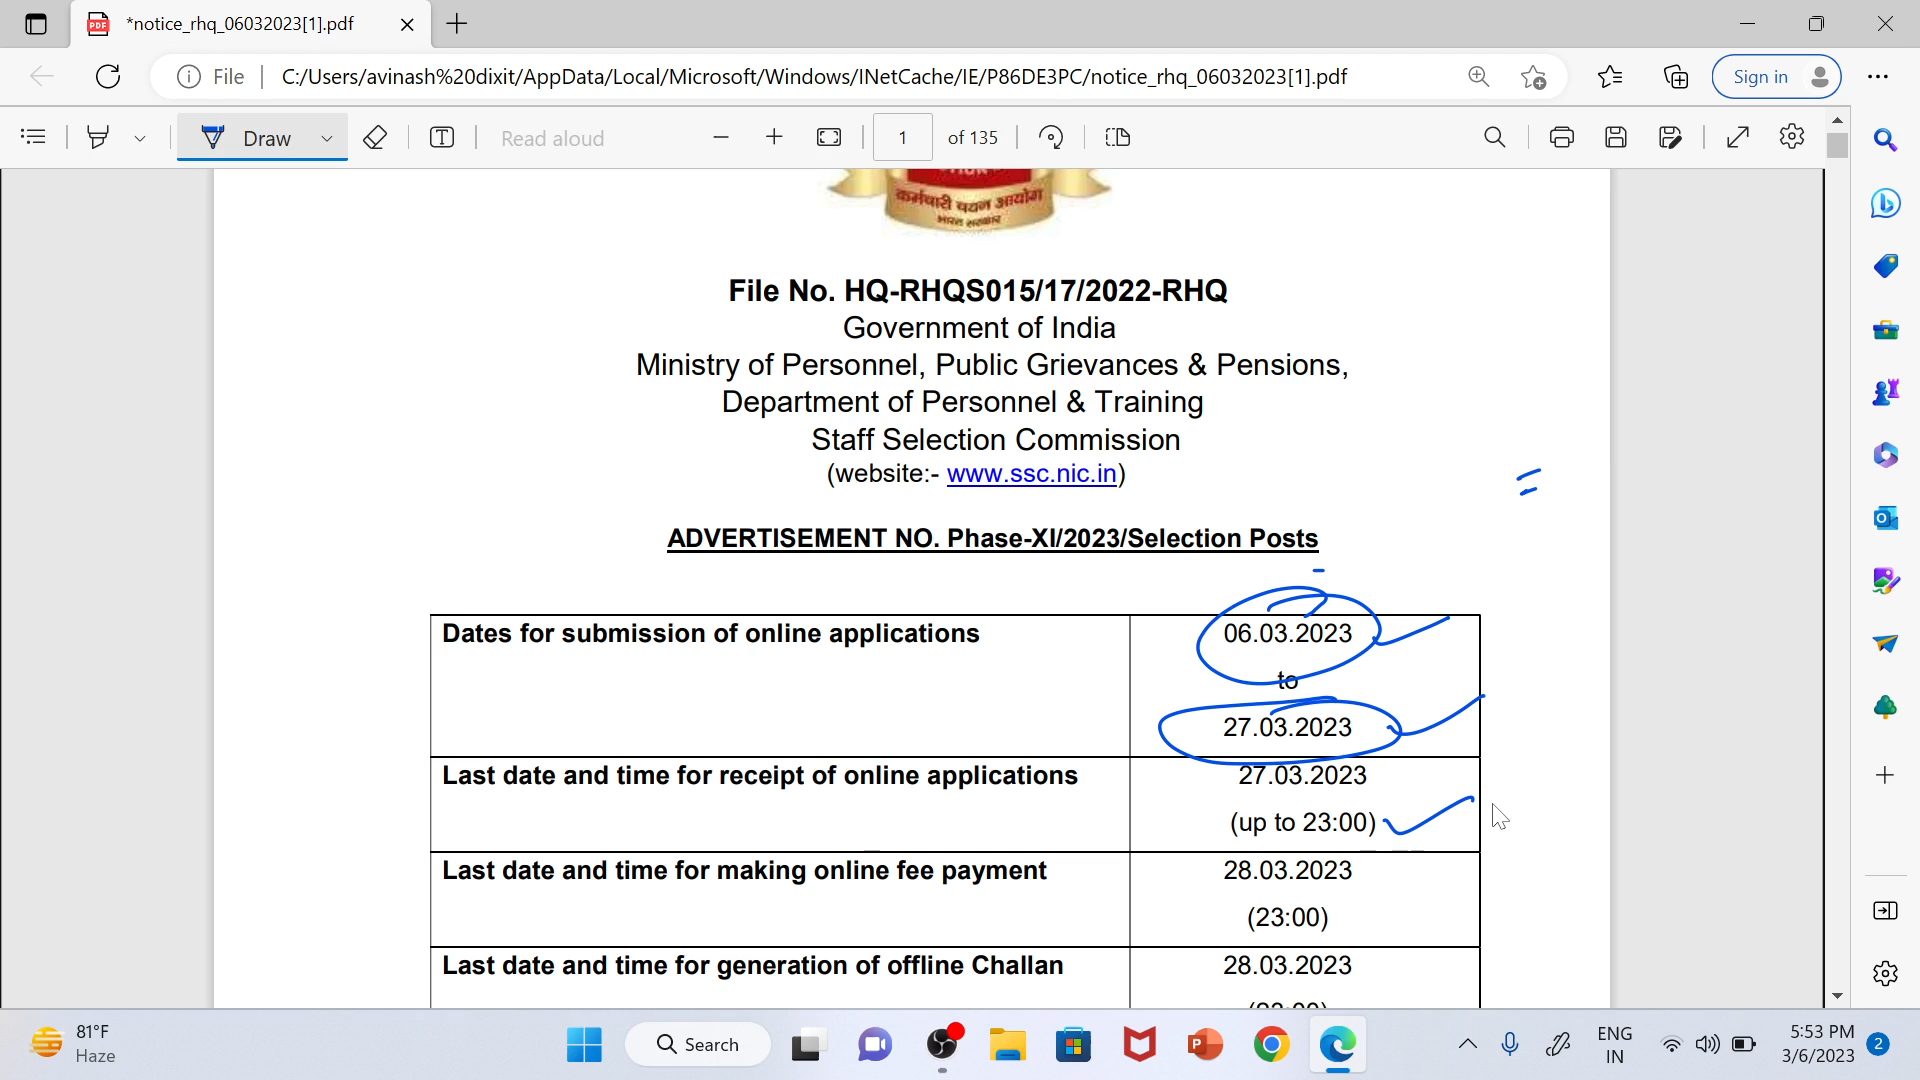 *notice_rhq_06032023[1].pdf
File
C:/Users/avinash%20dixit/AppData/Local/Microsoft/Windows/INetCache/IE/P86DE3PC/notice_rhq_06032023[1].pdf
Sign in
Draw
Read aloud
1 of 135
कर्मचारी चयन आयोग
भारत सरकार
File No. HQ-RHQS015/17/2022-RHQ
Government of India
Ministry of Personnel, Public Grievances & Pensions,
Department of Personnel & Training
Staff Selection Commission
(website:- www.ssc.nic.in)
ADVERTISEMENT NO. Phase-XI/2023/Selection Posts
Dates for submission of online applications
06.03.2023
to
27.03.2023
Last date and time for receipt of online applications
27.03.2023
(up to 23:00)
Last date and time for making online fee payment
28.03.2023
(23:00)
Last date and time for generation of offline Challan
28.03.2023
81°F
Haze
Search
ENG
IN
5:53 PM
3/6/2023
2